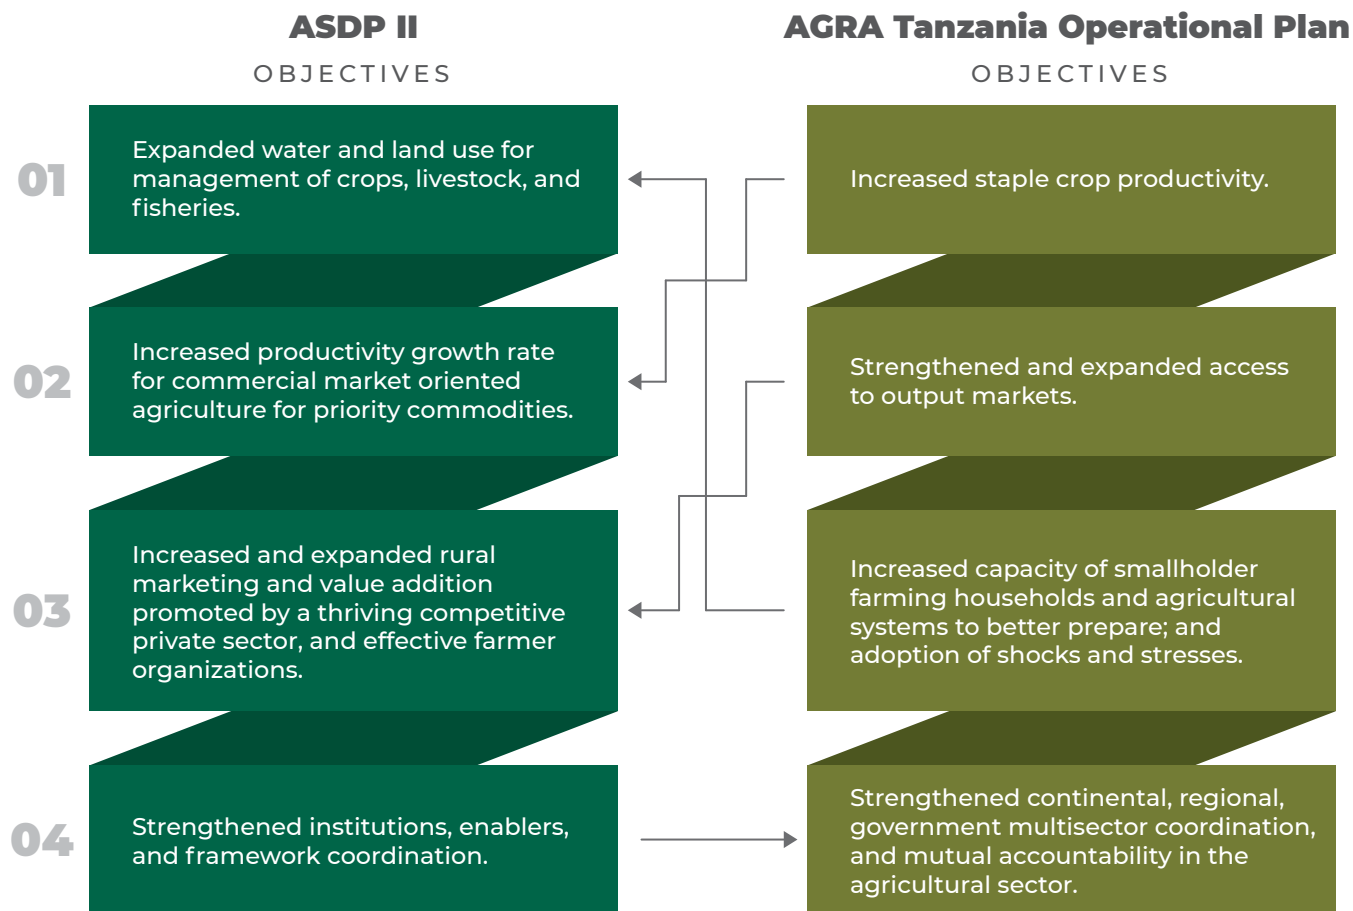 ASDP II
OBJECTIVES
01
Expanded water and land use for
management of crops, livestock, and
fisheries.
02
Increased productivity growth rate
for commercial market oriented
agriculture for priority commodities.
03
Increased and expanded rural
marketing and value addition
promoted by a thriving competitive
private sector, and effective farmer
organizations.
04
Strengthened institutions, enablers,
and framework coordination.
AGRA Tanzania Operational Plan
OBJECTIVES
Increased staple crop productivity.
Strengthened and expanded access
to output markets.
Increased capacity of smallholder
farming households and agricultural
systems to better prepare; and
adoption of shocks and stresses.
Strengthened continental, regional,
government multisector coordination,
and mutual accountability in the
agricultural sector.